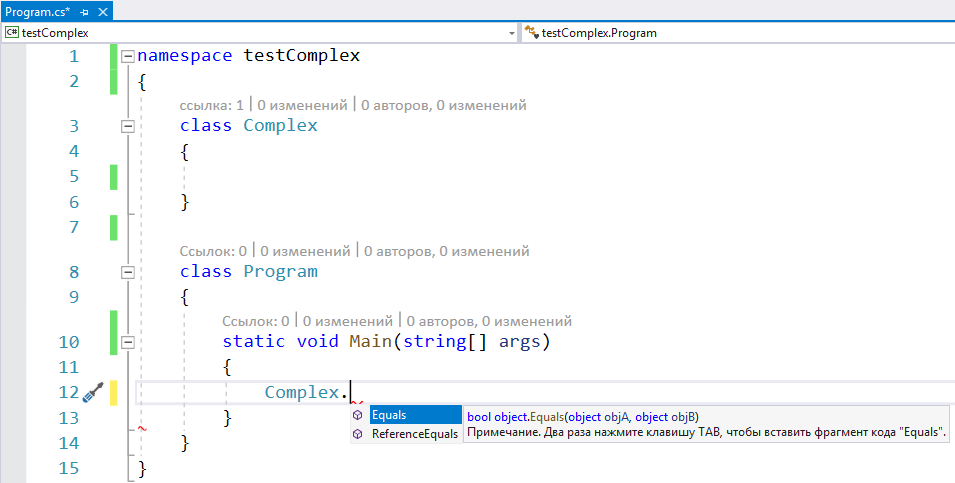 Program.cs*
C# testComplex testComplex.Program
1 namespace testComplex
2 {
ссылка: 1 | 0 изменений | 0 авторов, 0 изменений
3 class Complex
4 {
5
6 }
7
Ссылок: 0 | 0 изменений | 0 авторов, 0 изменений
8 class Program
9 {
Ссылок: 0 | 0 изменений | 0 авторов, 0 изменений
10 static void Main(string[] args)
11 {
12 Complex.
13 }
14 }
15 }
Equals
ReferenceEquals
bool object.Equals(object objA, object objB)
Примечание. Два раза нажмите клавишу TAB, чтобы вставить фрагмент кода "Equals".